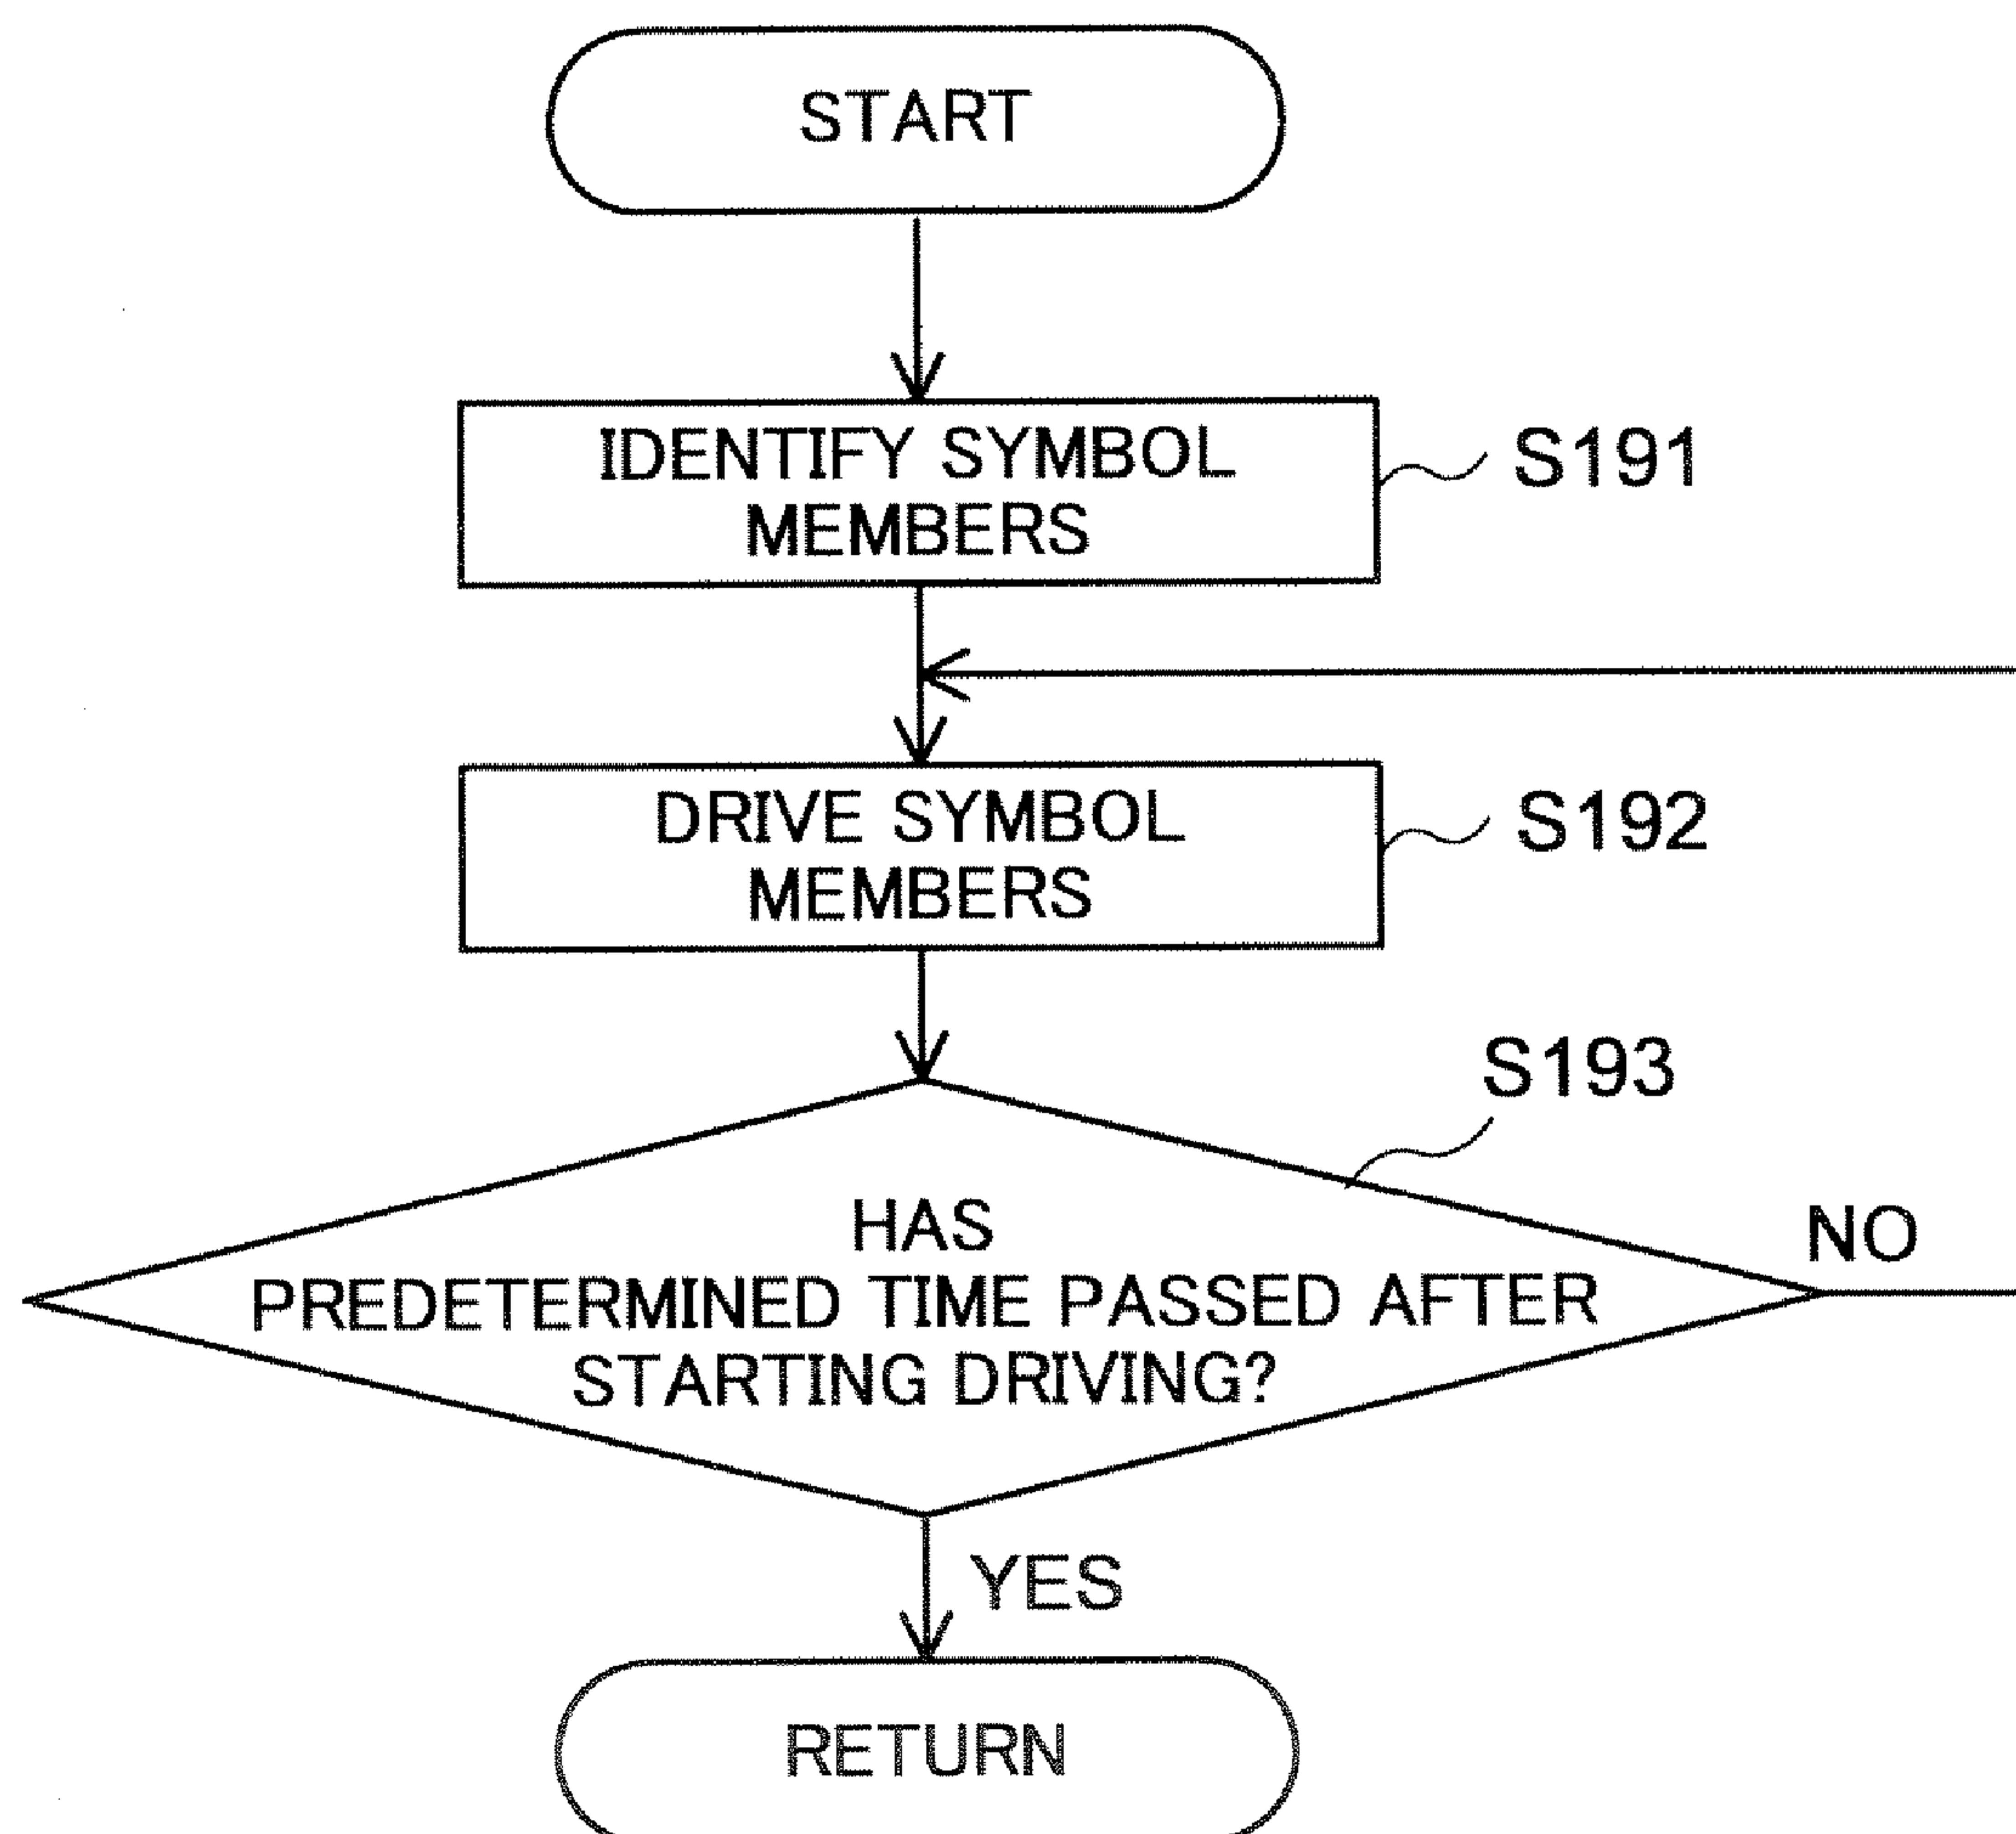 START
IDENTIFY SYMBOL
MEMBERS
S191
DRIVE SYMBOL
MEMBERS
S192
S193
HAS
PREDETERMINED TIME PASSED AFTER
STARTING DRIVING?
NO
YES
RETURN